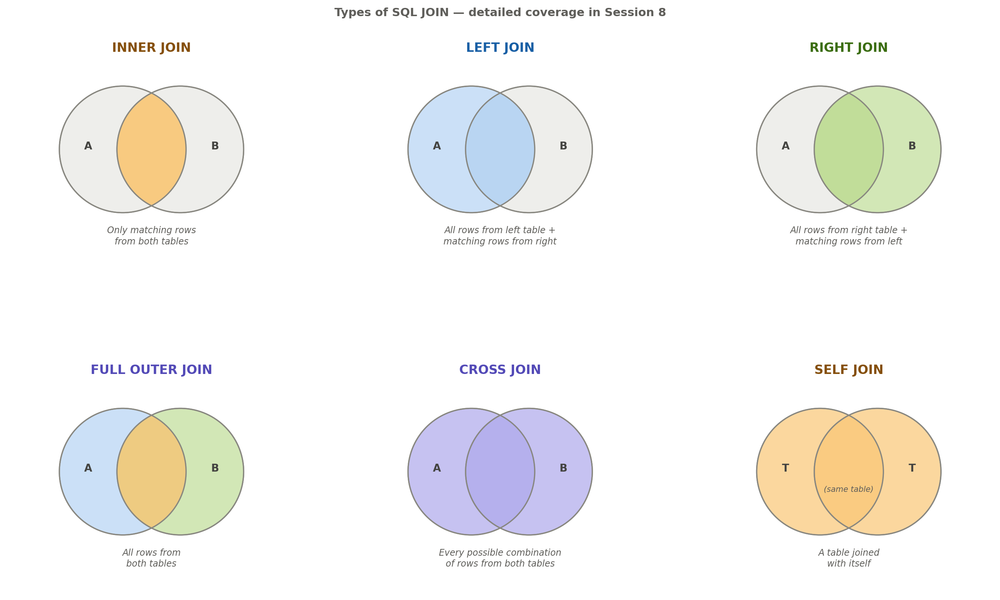 Types of SQL JOIN — detailed coverage in Session 8
INNER JOIN
A
B
Only matching rows
from both tables
LEFT JOIN
A
B
All rows from left table +
matching rows from right
RIGHT JOIN
A
B
All rows from right table +
matching rows from left
FULL OUTER JOIN
A
B
All rows from
both tables
CROSS JOIN
A
B
Every possible combination
of rows from both tables
SELF JOIN
T
T
(same table)
A table joined
with itself